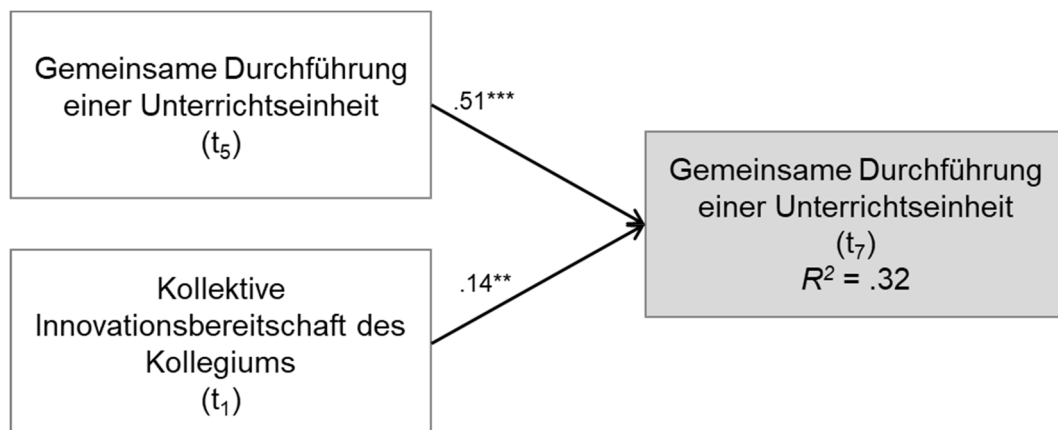 Gemeinsame Durchführung
einer Unterrichtseinheit
(t₅)
.51***
Kollektive
Innovationsbereitschaft des
Kollegiums
(t₁)
.14**
Gemeinsame Durchführung
einer Unterrichtseinheit
(t₇)
R² = .32